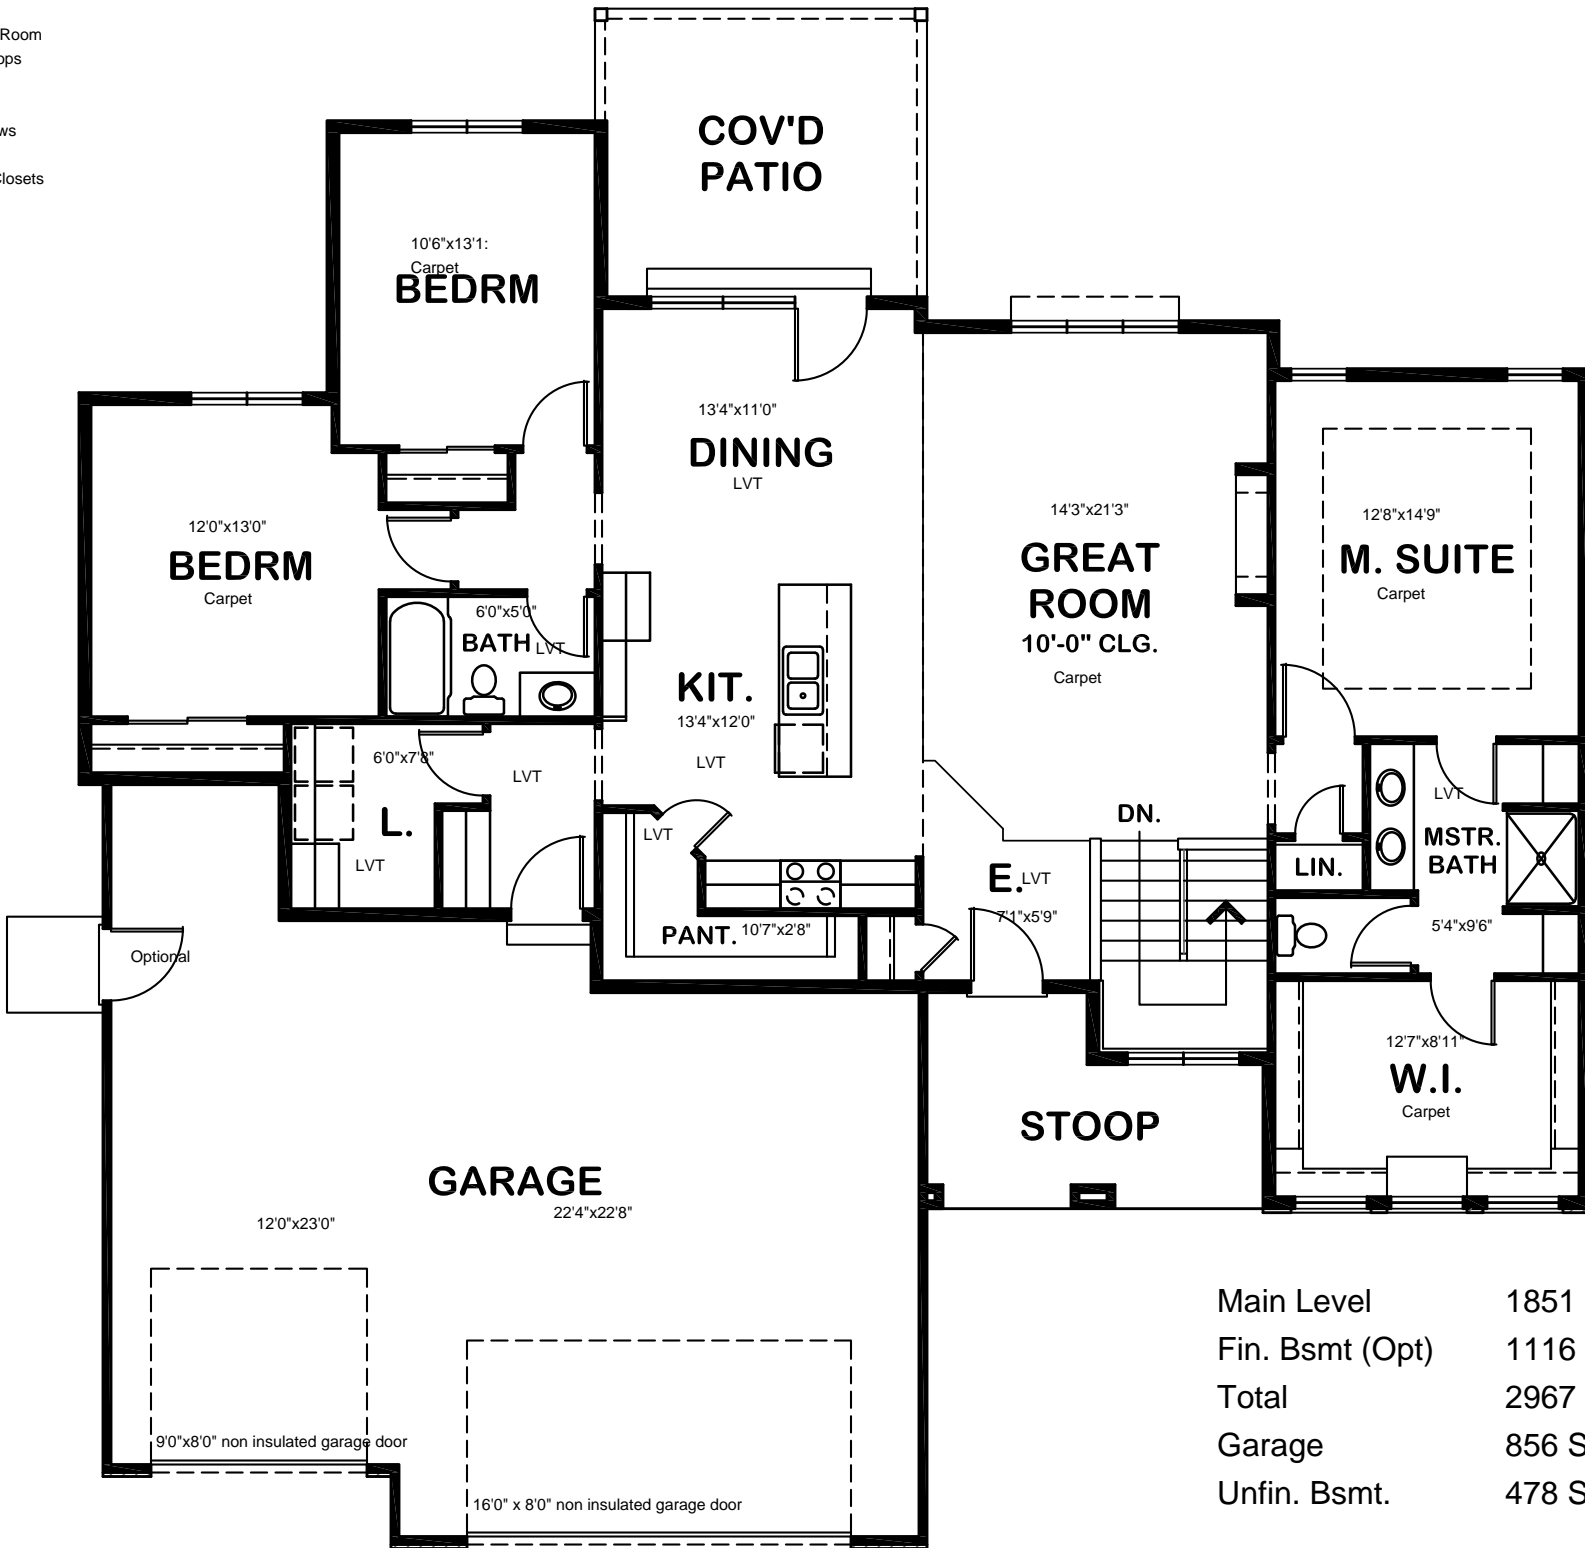 Room
ws
Closets
COV'D
PATIO
10'6"x13'1:
Carpet
BEDRM
13'4"x11'0"
DINING
LVT
12'0"x13'0"
BEDRM
Carpet
14'3"x21'3"
GREAT
ROOM
10'-0" CLG.
Carpet
12'8"x14'9"
M. SUITE
Carpet
6'0"x5'0"
BATH LVT
KIT.
13'4"x12'0"
LVT
6'0"x7'8"
LVT
L.
LVT
LVT
DN.
LVT
MSTR.
BATH
LIN.
E. LVT
7'1"x5'9"
5'4"x9'6"
PANT. 10'7"x2'8"
Optional
12'7"x8'11"
W.I.
Carpet
STOOP
GARAGE
22'4"x22'8"
12'0"x23'0"
9'0"x8'0" non insulated garage door
16'0" x 8'0" non insulated garage door
Main Level 1851
Fin. Bsmt (Opt) 1116
Total 2967
Garage 856 S
Unfin. Bsmt. 478 S